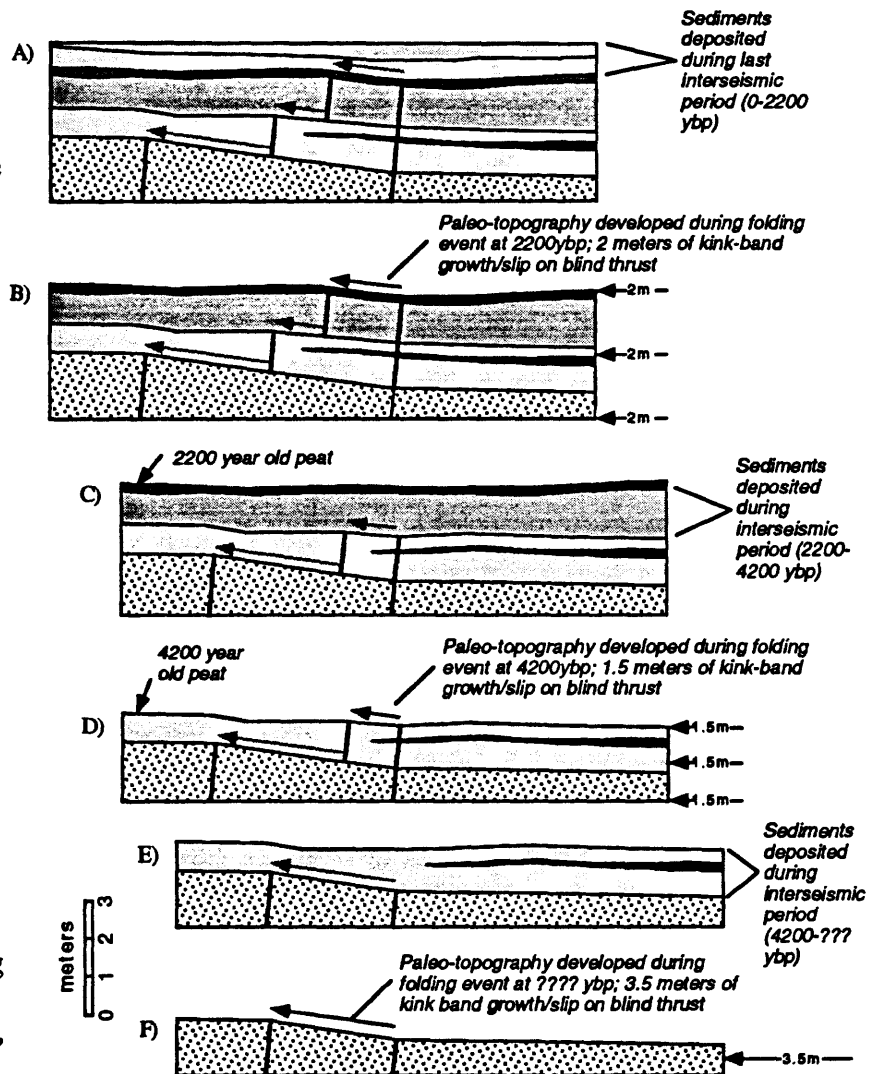 A)
Sediments
deposited
during last
interseismic
period (0-2200
ybp)
Paleo-topography developed during folding
event at 2200ybp; 2 meters of kink-band
growth/slip on blind thrust
B)
2m
2m
2m
2200 year old peat
C)
Sediments
deposited
during
interseismic
period (2200-
4200 ybp)
4200 year
old peat
Paleo-topography developed during folding
event at 4200ybp; 1.5 meters of kink-band
growth/slip on blind thrust
D)
1.5m
1.5m
1.5m
E)
Sediments
deposited
during
interseismic
period
(4200-???
ybp)
meters
3
2
1
0
Paleo-topography developed during
folding event at ???? ybp; 3.5 meters of
kink band growth/slip on blind thrust
F)
3.5m